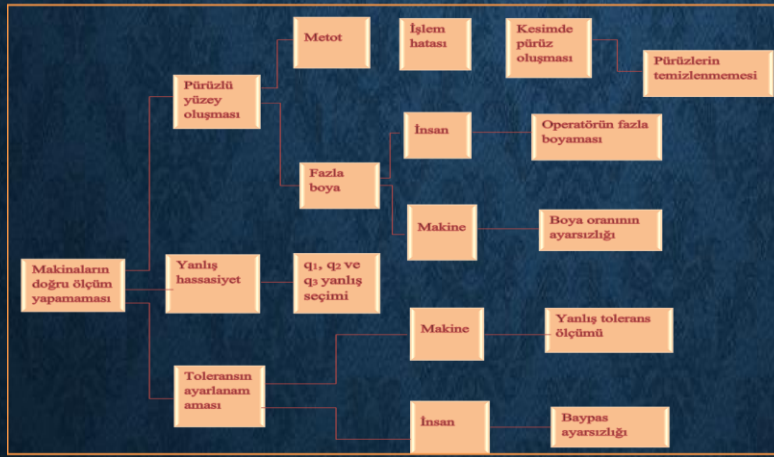 Metot
İşlem
hatası
Kesimde
pürüz
oluşması
Pürüzlerin
temizlenmemesi
Pürüzlü
yüzey
oluşması
İnsan
Operatörün fazla
boyaması
Fazla
boya
Makine
Boya oranının
ayarsızlığı
Makinaların
doğru ölçüm
yapamaması
Yanlış
hassasiyet
q₁, q₂ ve
q₃ yanlış
seçimi
Makine
Yanlış tolerans
ölçümü
Toleransın
ayarlanam
aması
İnsan
Baypas
ayarsızlığı